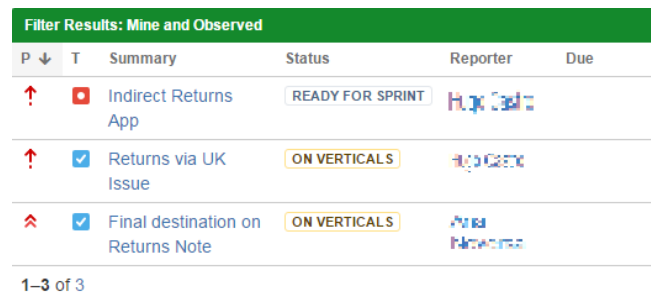 Filter Results: Mine and Observed
P T Summary Status Reporter Due
Indirect Returns App READY FOR SPRINT
Returns via UK Issue ON VERTICALS
Final destination on Returns Note ON VERTICALS
1–3 of 3